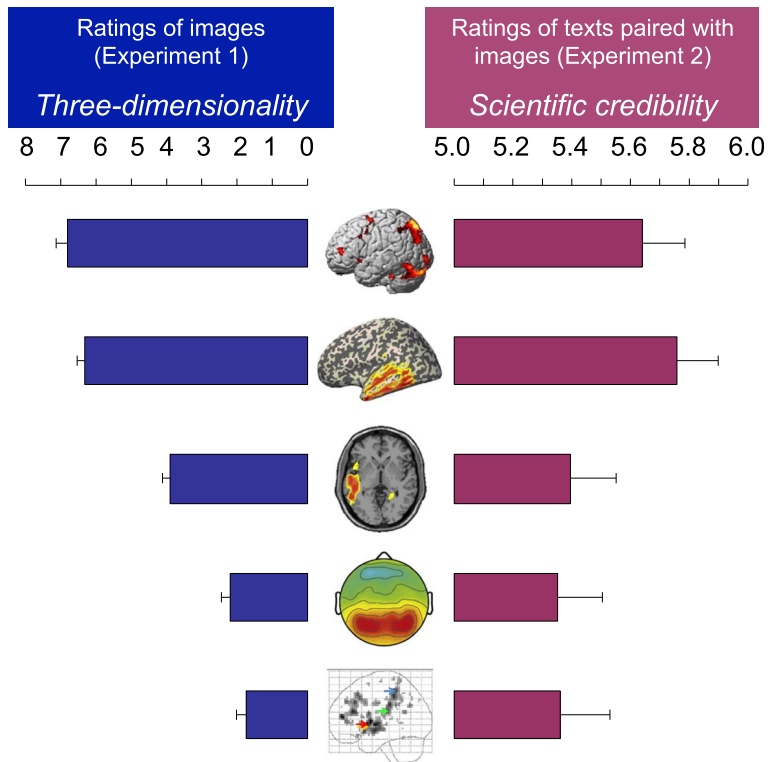 Ratings of images
(Experiment 1)
Three-dimensionality
Ratings of texts paired with
images (Experiment 2)
Scientific credibility
8 7 6 5 4 3 2 1 0
5.0 5.2 5.4 5.6 5.8 6.0